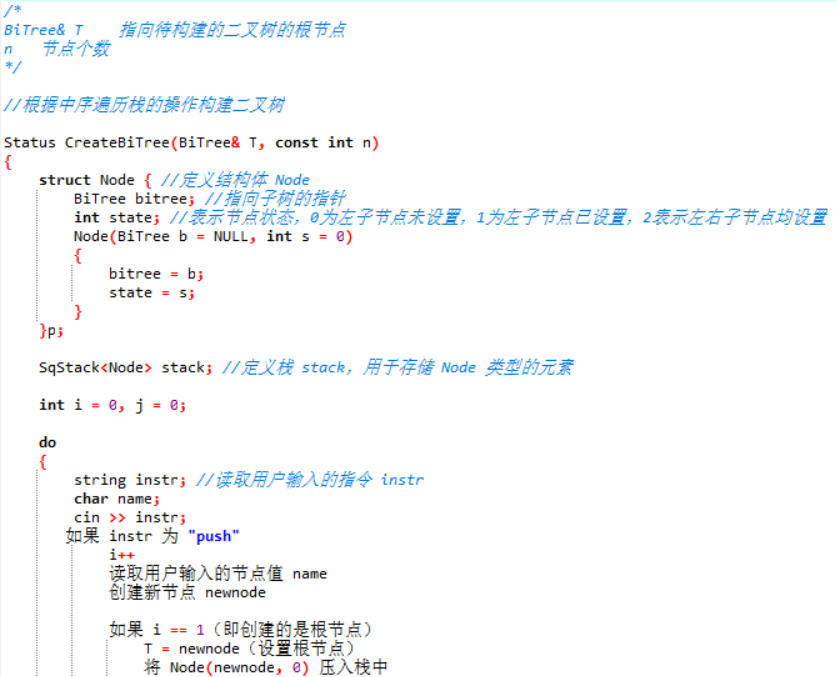 /*
BiTree& T    指向待构建的二叉树的根节点
n   节点个数
*/
//根据中序遍历栈的操作构建二叉树
Status CreateBiTree(BiTree& T, const int n)
{
struct Node { //定义结构体 Node
BiTree bitree; //指向子树的指针
int state; //表示节点状态，0为左子节点未设置，1为左子节点已设置，2表示左右子节点均设置
Node(BiTree b = NULL, int s = 0)
{
bitree = b;
state = s;
}
}p;
SqStack<Node> stack; //定义栈 stack，用于存储 Node 类型的元素
int i = 0, j = 0;
do
{
string instr; //读取用户输入的指令 instr
char name;
cin >> instr;
如果 instr 为 "push"
i++
读取用户输入的节点值 name
创建新节点 newnode
如果 i == 1（即创建的是根节点）
T = newnode（设置根节点）
将 Node(newnode, 0) 压入栈中